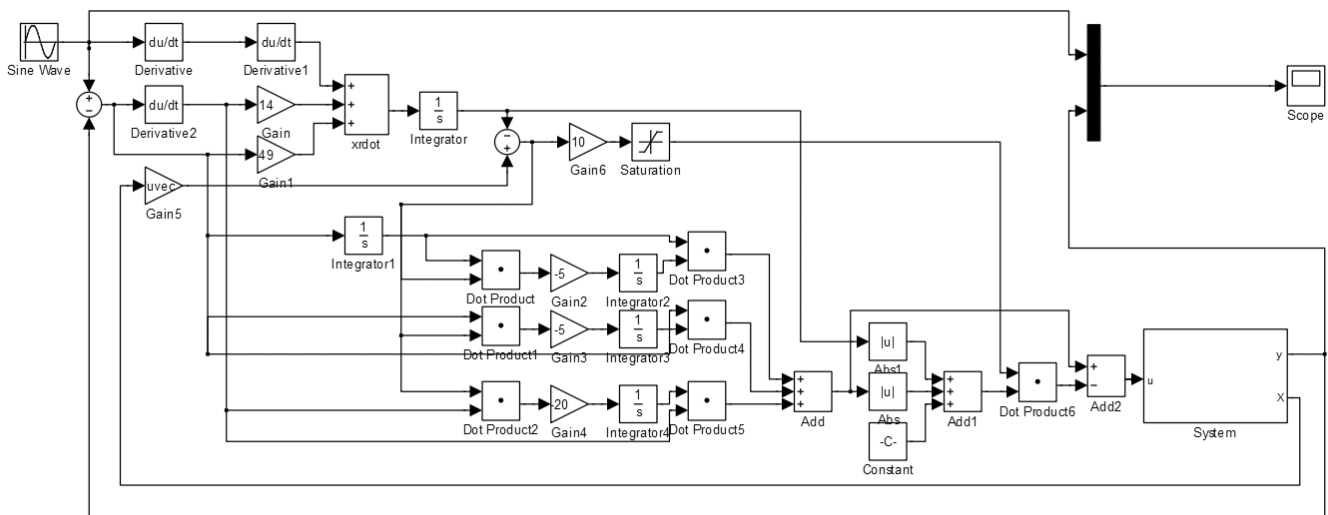 Sine Wave
du/dt
Derivative
du/dt
Derivative1
+
−
du/dt
Derivative2
14
Gain
49
Gain1
+
+
+
xrdot
1
s
Integrator
−
+
10
Gain6
Saturation
Scope
uvec
Gain5
1
s
Integrator1
Dot Product
-5
Gain2
1
s
Integrator2
Dot Product3
Dot Product1
-5
Gain3
1
s
Integrator3
Dot Product4
Dot Product2
-20
Gain4
1
s
Integrator4
Dot Product5
+
+
+
Add
|u|
Abs1
|u|
Abs
-C-
Constant
+
+
+
Add1
Dot Product6
+
−
Add2
u
y
X
System